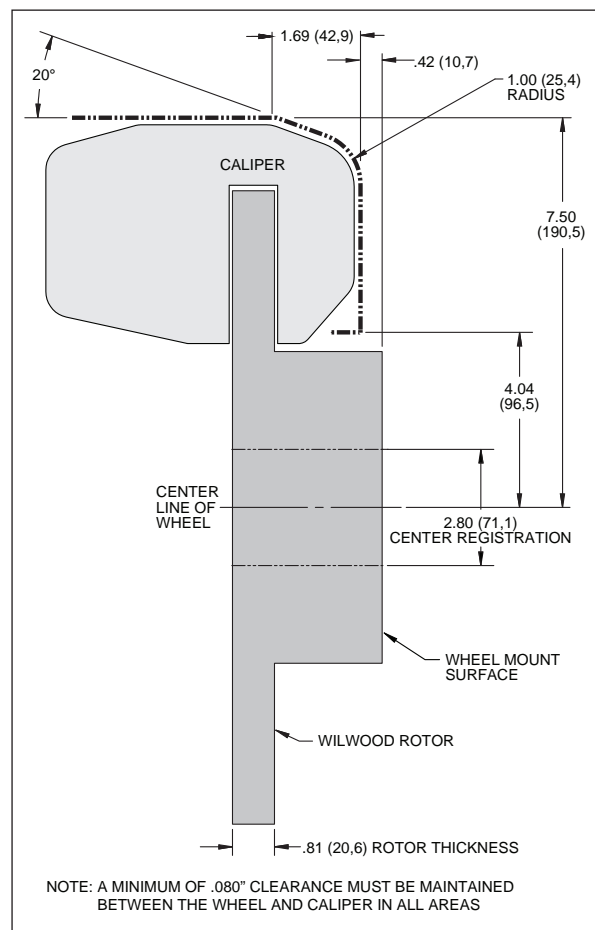 1.69 (42,9)
.42 (10,7)
20°
1.00 (25,4)
RADIUS
CALIPER
7.50
(190,5)
4.04
(96,5)
CENTER
LINE OF
WHEEL
2.80 (71,1)
CENTER REGISTRATION
WHEEL MOUNT
SURFACE
WILWOOD ROTOR
.81 (20,6) ROTOR THICKNESS
NOTE: A MINIMUM OF .080” CLEARANCE MUST BE MAINTAINED
BETWEEN THE WHEEL AND CALIPER IN ALL AREAS